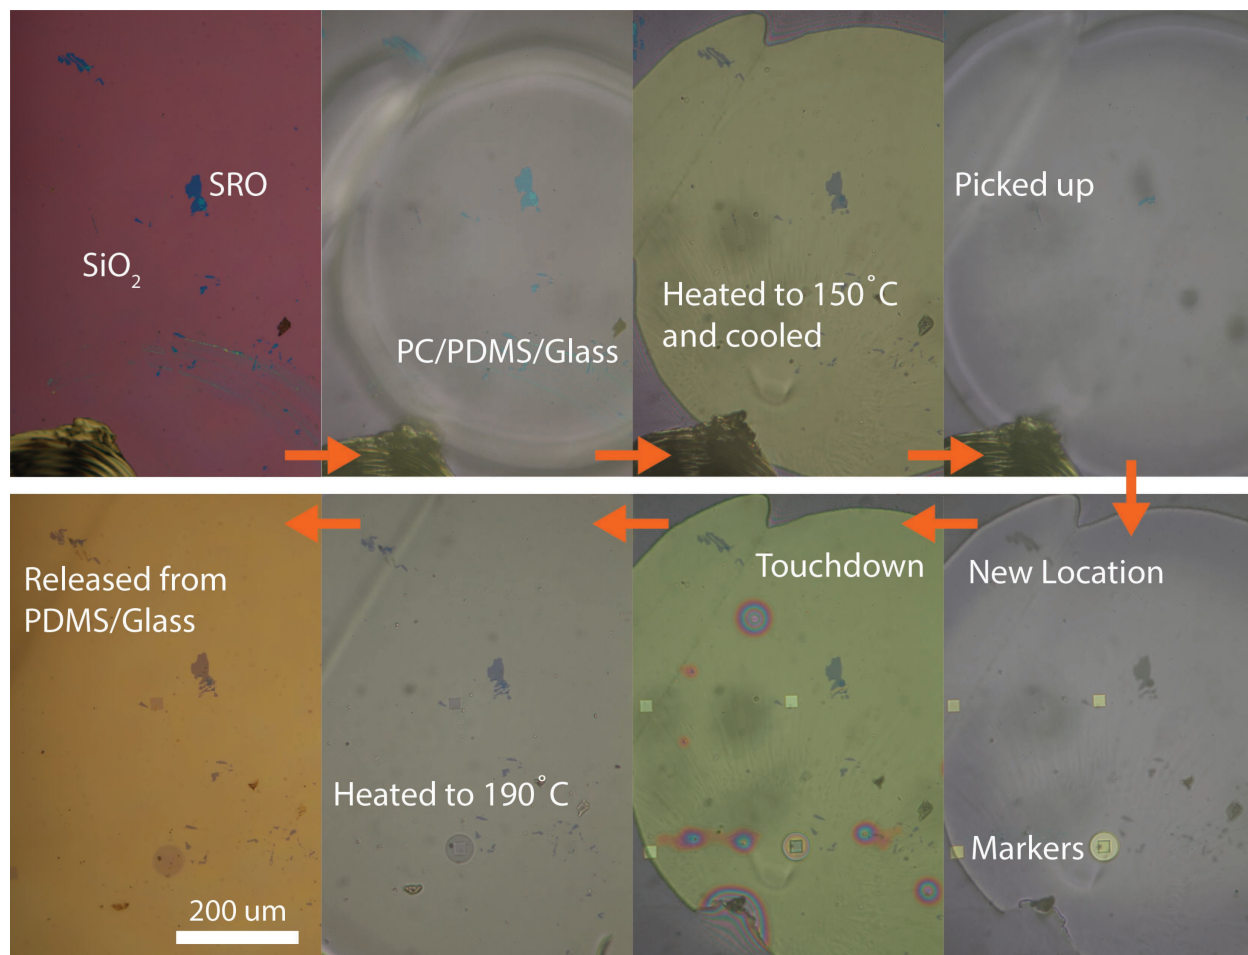 SRO
SiO₂
PC/PDMS/Glass
Heated to 150˚C
and cooled
Picked up
New Location
Markers
Touchdown
Heated to 190˚C
Released from
PDMS/Glass
200 um